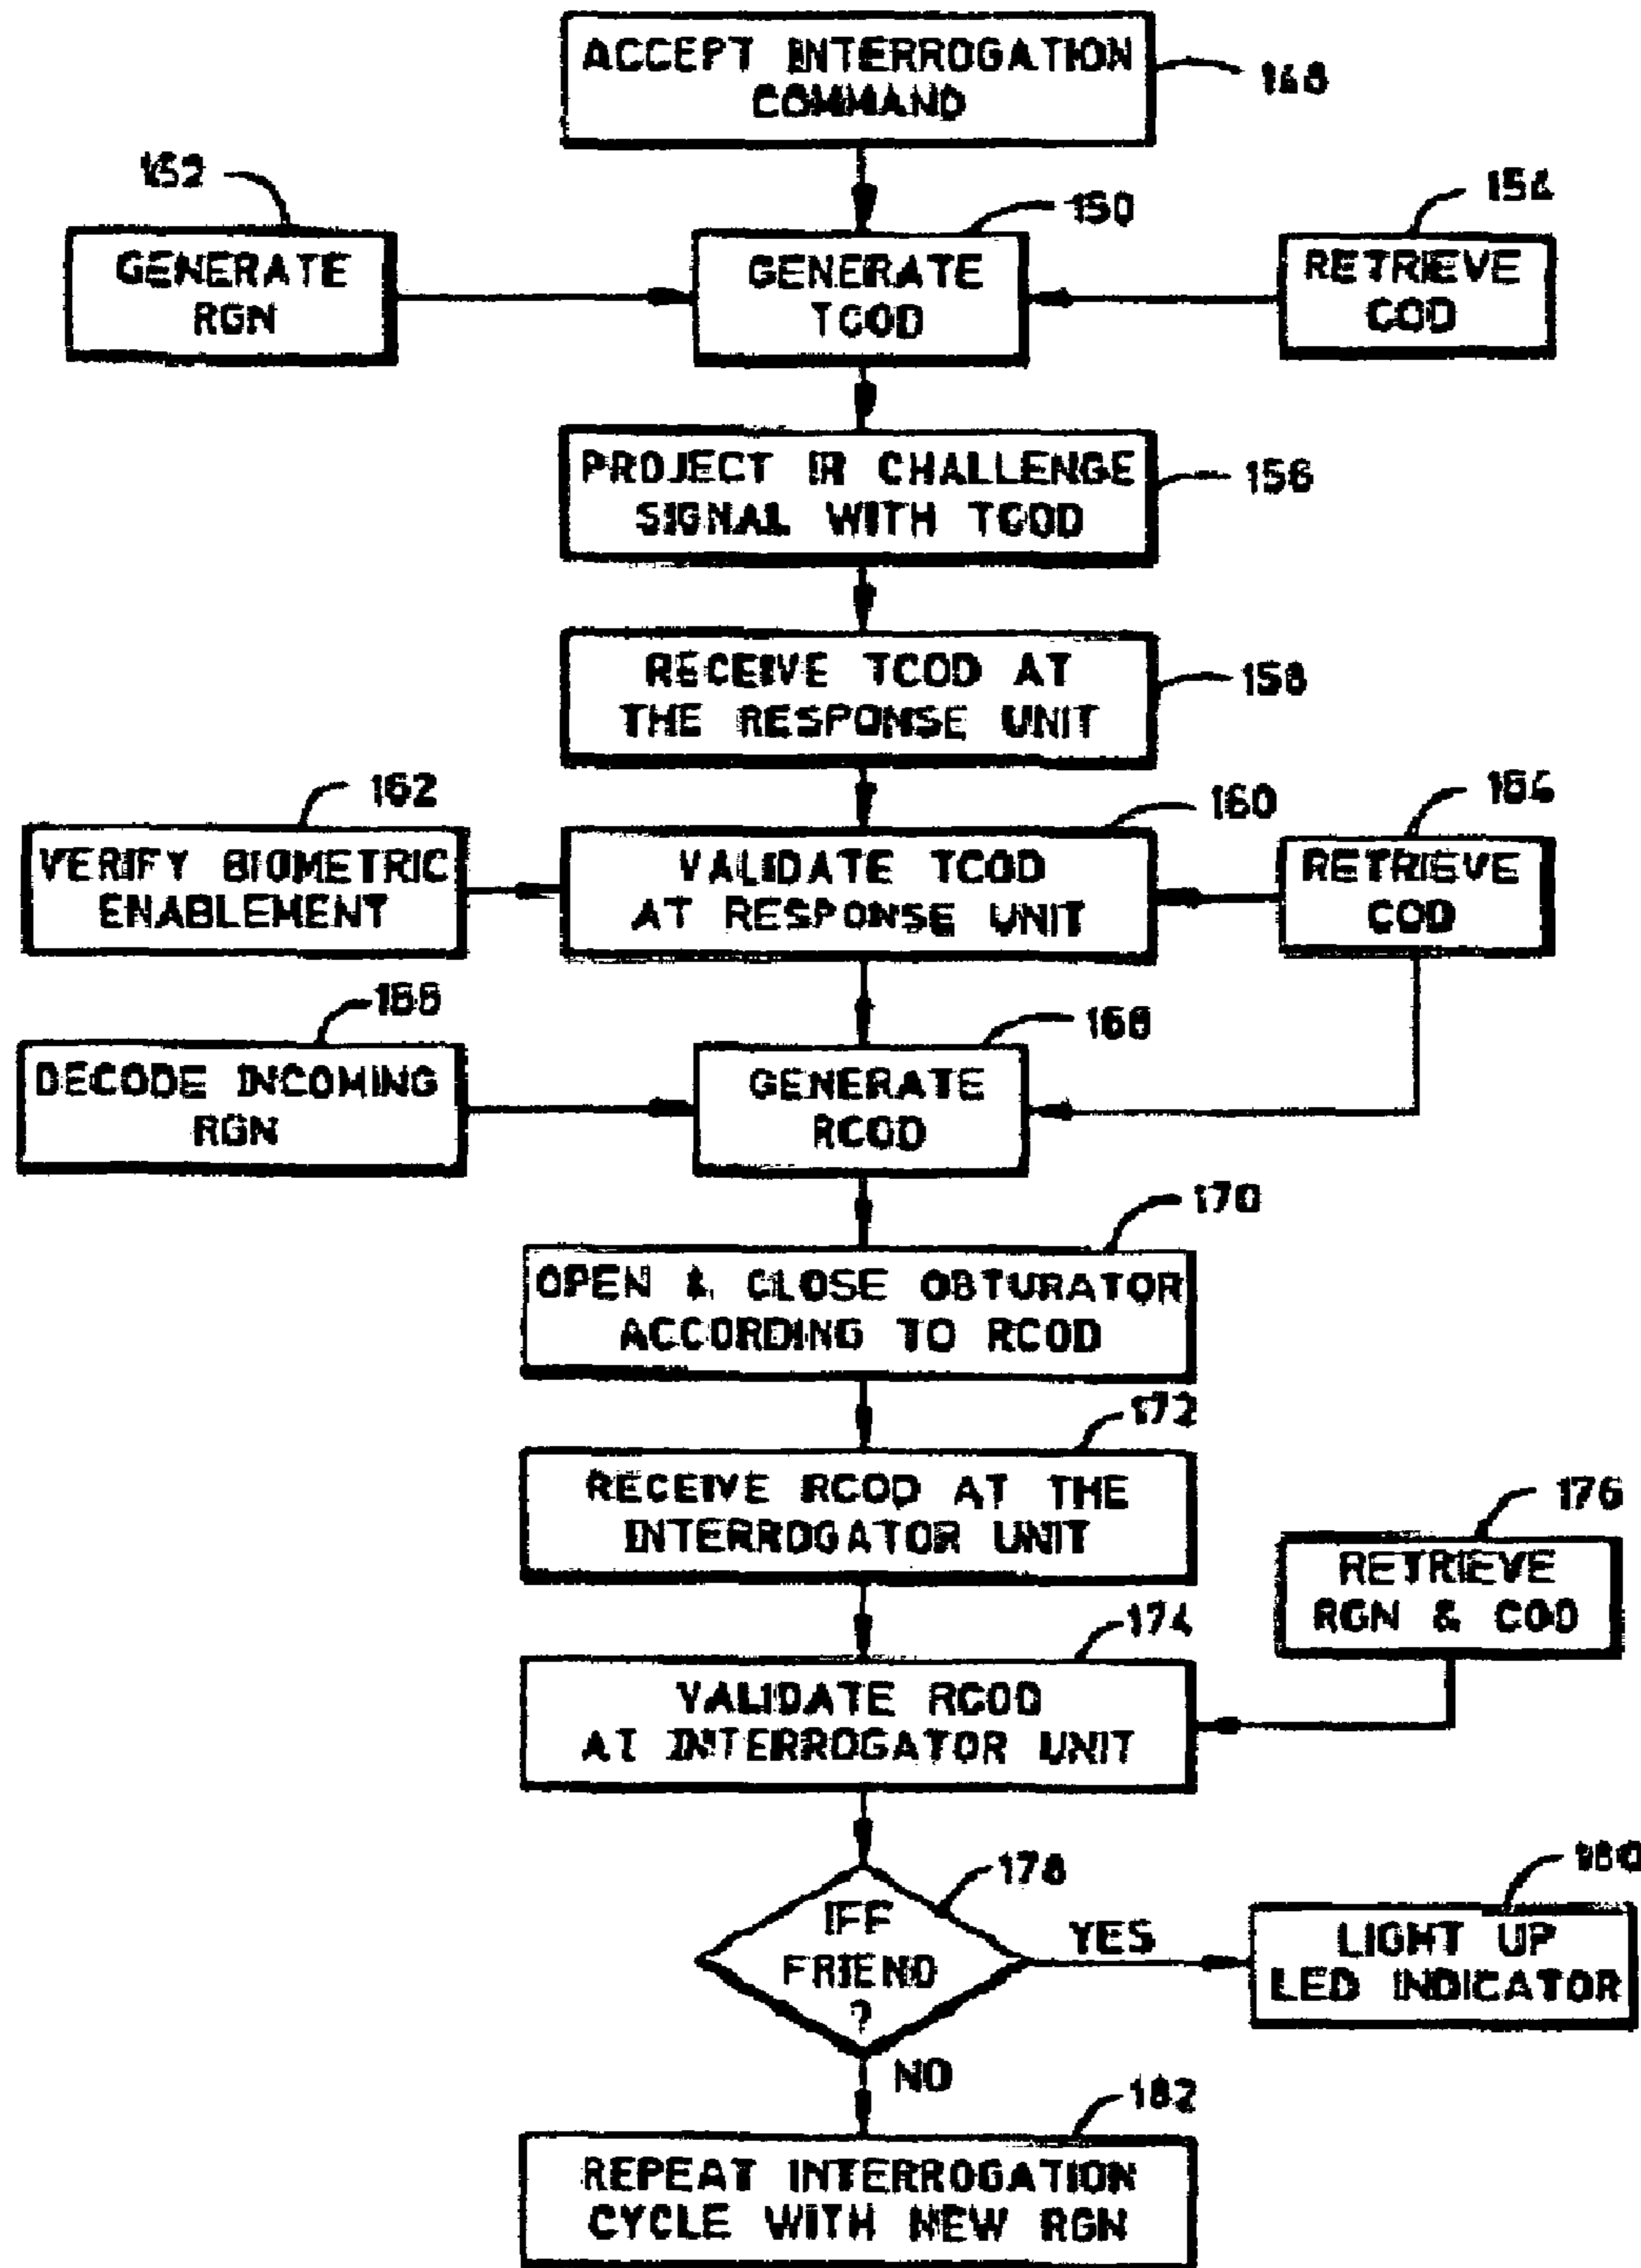 ACCEPT INTERROGATION
COMMAND
148
152
150
154
GENERATE
RGN
GENERATE
TCOD
RETRIEVE
COD
PROJECT IR CHALLENGE
SIGNAL WITH TCOD
156
RECEIVE TCOD AT
THE RESPONSE UNIT
158
162
160
164
VERIFY BIOMETRIC
ENABLEMENT
VALIDATE TCOD
AT RESPONSE UNIT
RETRIEVE
COD
166
168
DECODE INCOMING
RGN
GENERATE
RCOD
170
OPEN & CLOSE OBTURATOR
ACCORDING TO RCOD
172
RECEIVE RCOD AT THE
INTERROGATOR UNIT
176
RETRIEVE
RGN & COD
174
VALIDATE RCOD
AT INTERROGATOR UNIT
178
180
IFF
FRIEND
?
YES
LIGHT UP
LED INDICATOR
NO
182
REPEAT INTERROGATION
CYCLE WITH NEW RGN